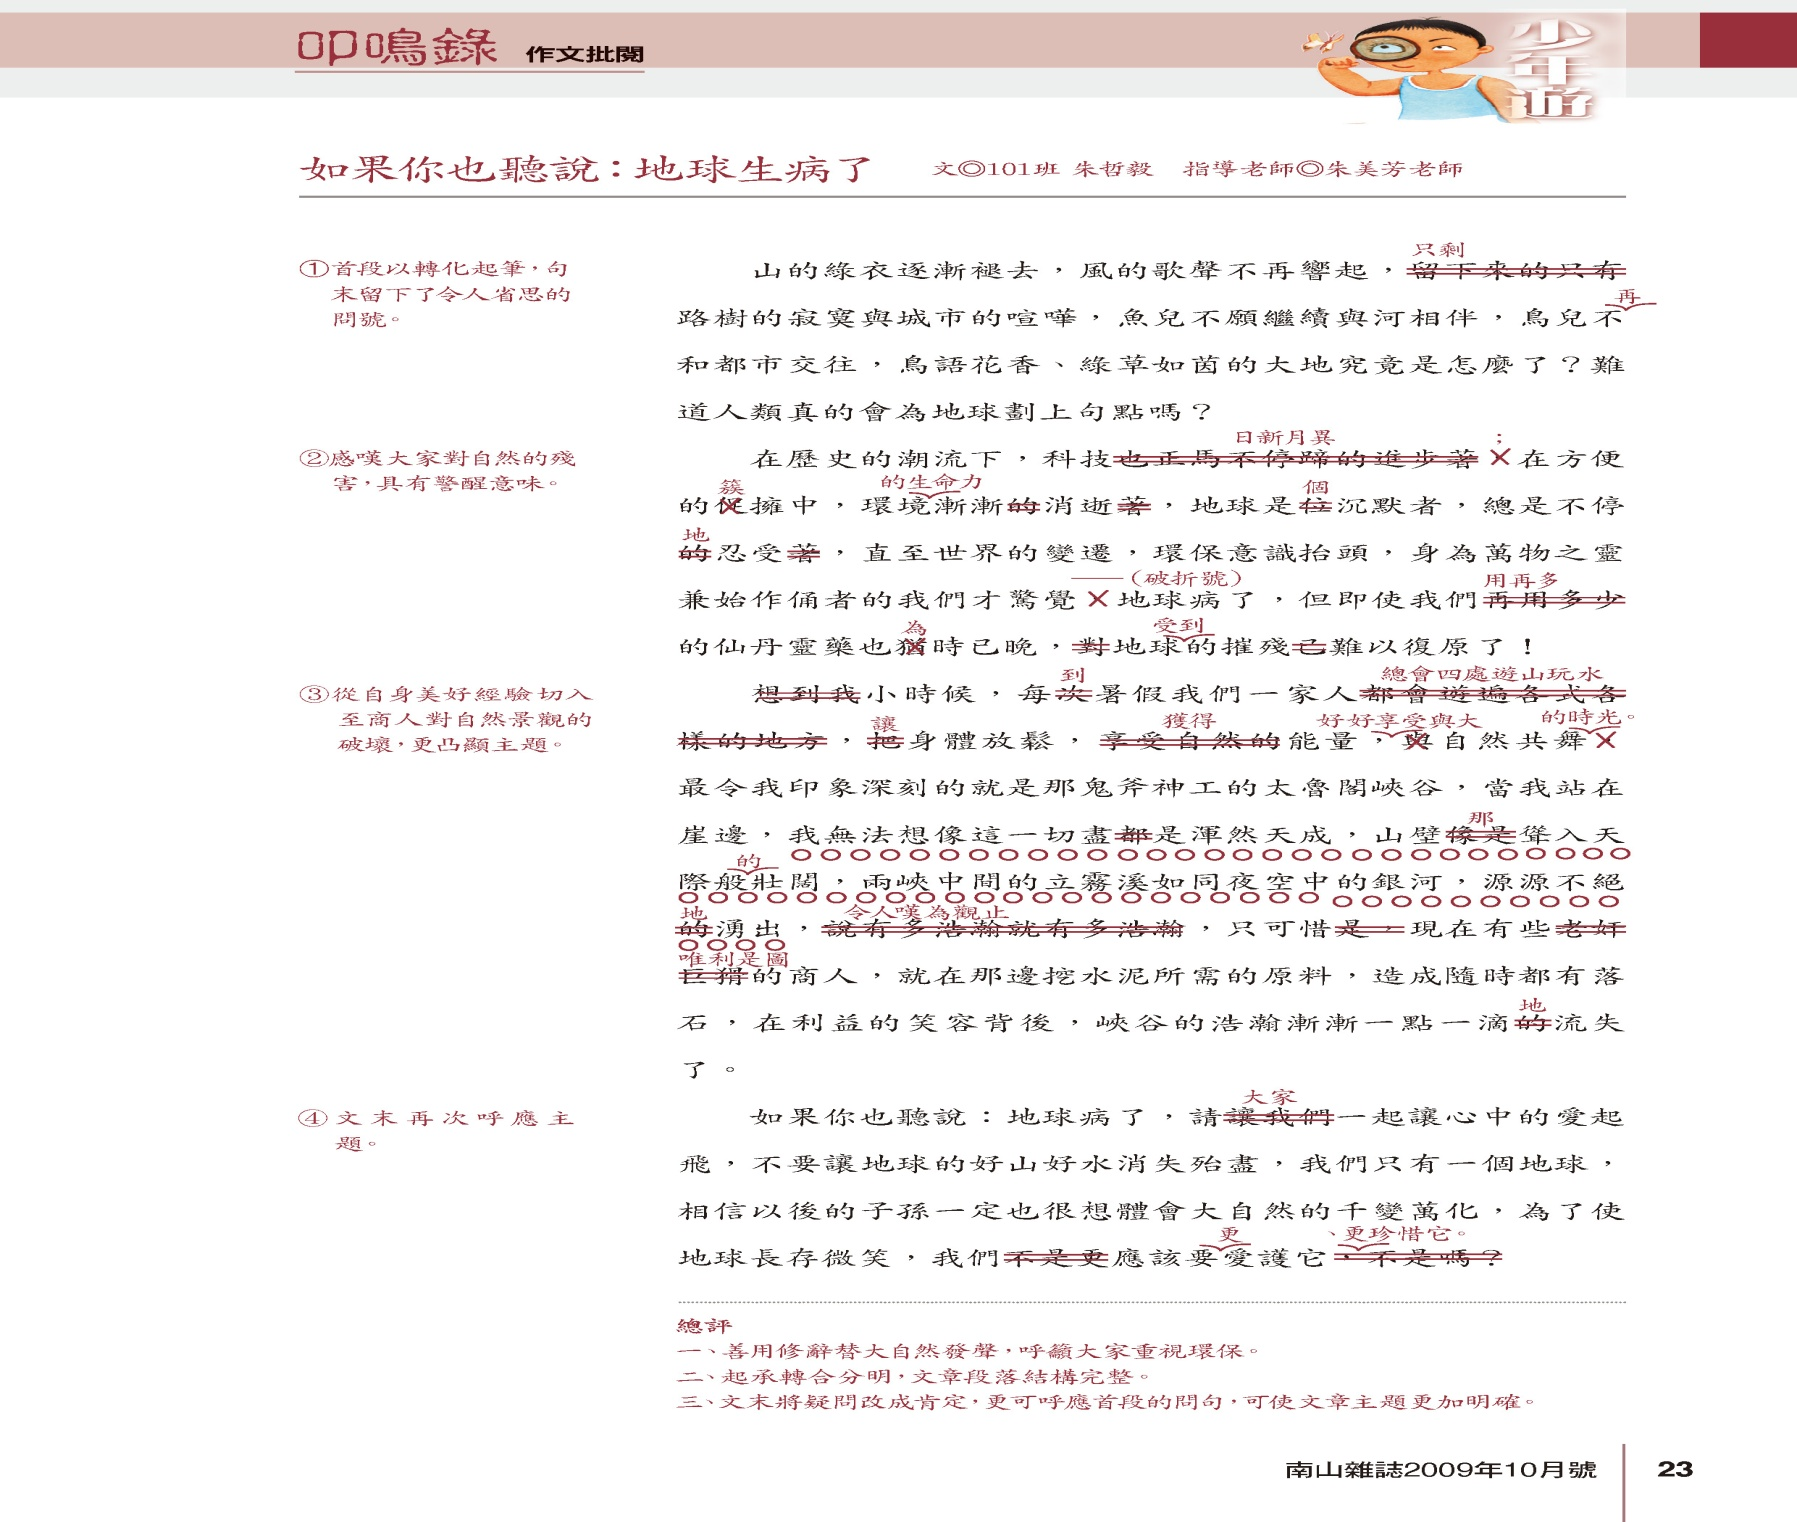 叩鳴錄 作文批閱
少年遊
如果你也聽說：地球生病了 文◎101班 朱哲毅 指導老師◎朱美芳老師
①首段以轉化起筆，句
末留下了令人省思的
問號。
只剩
山的綠衣逐漸褪去，風的歌聲不再響起，留下來的只有
再
路樹的寂寞與城市的喧嘩，魚兒不願繼續與河相伴，鳥兒不
和都市交往，鳥語花香、綠草如茵的大地究竟是怎麼了？難
道人類真的會為地球劃上句點嗎？
②感嘆大家對自然的殘
害，具有警醒意味。
日新月異 ；
在歷史的潮流下，科技也正馬不停蹄的進步著 在方便
簇 的生命力 個
的促擁中，環境漸漸的消逝著，地球是位沉默者，總是不停
地
的忍受著，直至世界的變遷，環保意識抬頭，身為萬物之靈
——（破折號） 用再多
兼始作俑者的我們才驚覺 地球病了，但即使我們再用多少
為 受到
的仙丹靈藥也猶時已晚，對地球的摧殘已難以復原了！
③從自身美好經驗切入
至商人對自然景觀的
破壞，更凸顯主題。
到 總會四處遊山玩水
想到我小時候，每次暑假我們一家人都會遊遍各式各
讓 獲得 好好享受與大 的時光。
樣的地方，把身體放鬆，享受自然的能量，與自然共舞
最令我印象深刻的就是那鬼斧神工的太魯閣峽谷，當我站在
那
崖邊，我無法想像這一切盡都是渾然天成，山壁像是聳入天
的
際般壯闊，兩峽中間的立霧溪如同夜空中的銀河，源源不絕
地 令人嘆為觀止
的湧出，說有多浩瀚就有多浩瀚，只可惜是，現在有些老奸
唯利是圖
巨猾的商人，就在那邊挖水泥所需的原料，造成隨時都有落
地
石，在利益的笑容背後，峽谷的浩瀚漸漸一點一滴的流失
了。
④文末再次呼應主
題。
大家
如果你也聽說：地球病了，請讓我們一起讓心中的愛起
飛，不要讓地球的好山好水消失殆盡，我們只有一個地球，
相信以後的子孫一定也很想體會大自然的千變萬化，為了使
更 、更珍惜它。
地球長存微笑，我們不是更應該要愛護它，不是嗎？
總評
一、善用修辭替大自然發聲，呼籲大家重視環保。
二、起承轉合分明，文章段落結構完整。
三、文末將疑問改成肯定，更可呼應首段的問句，可使文章主題更加明確。
南山雜誌2009年10月號 23